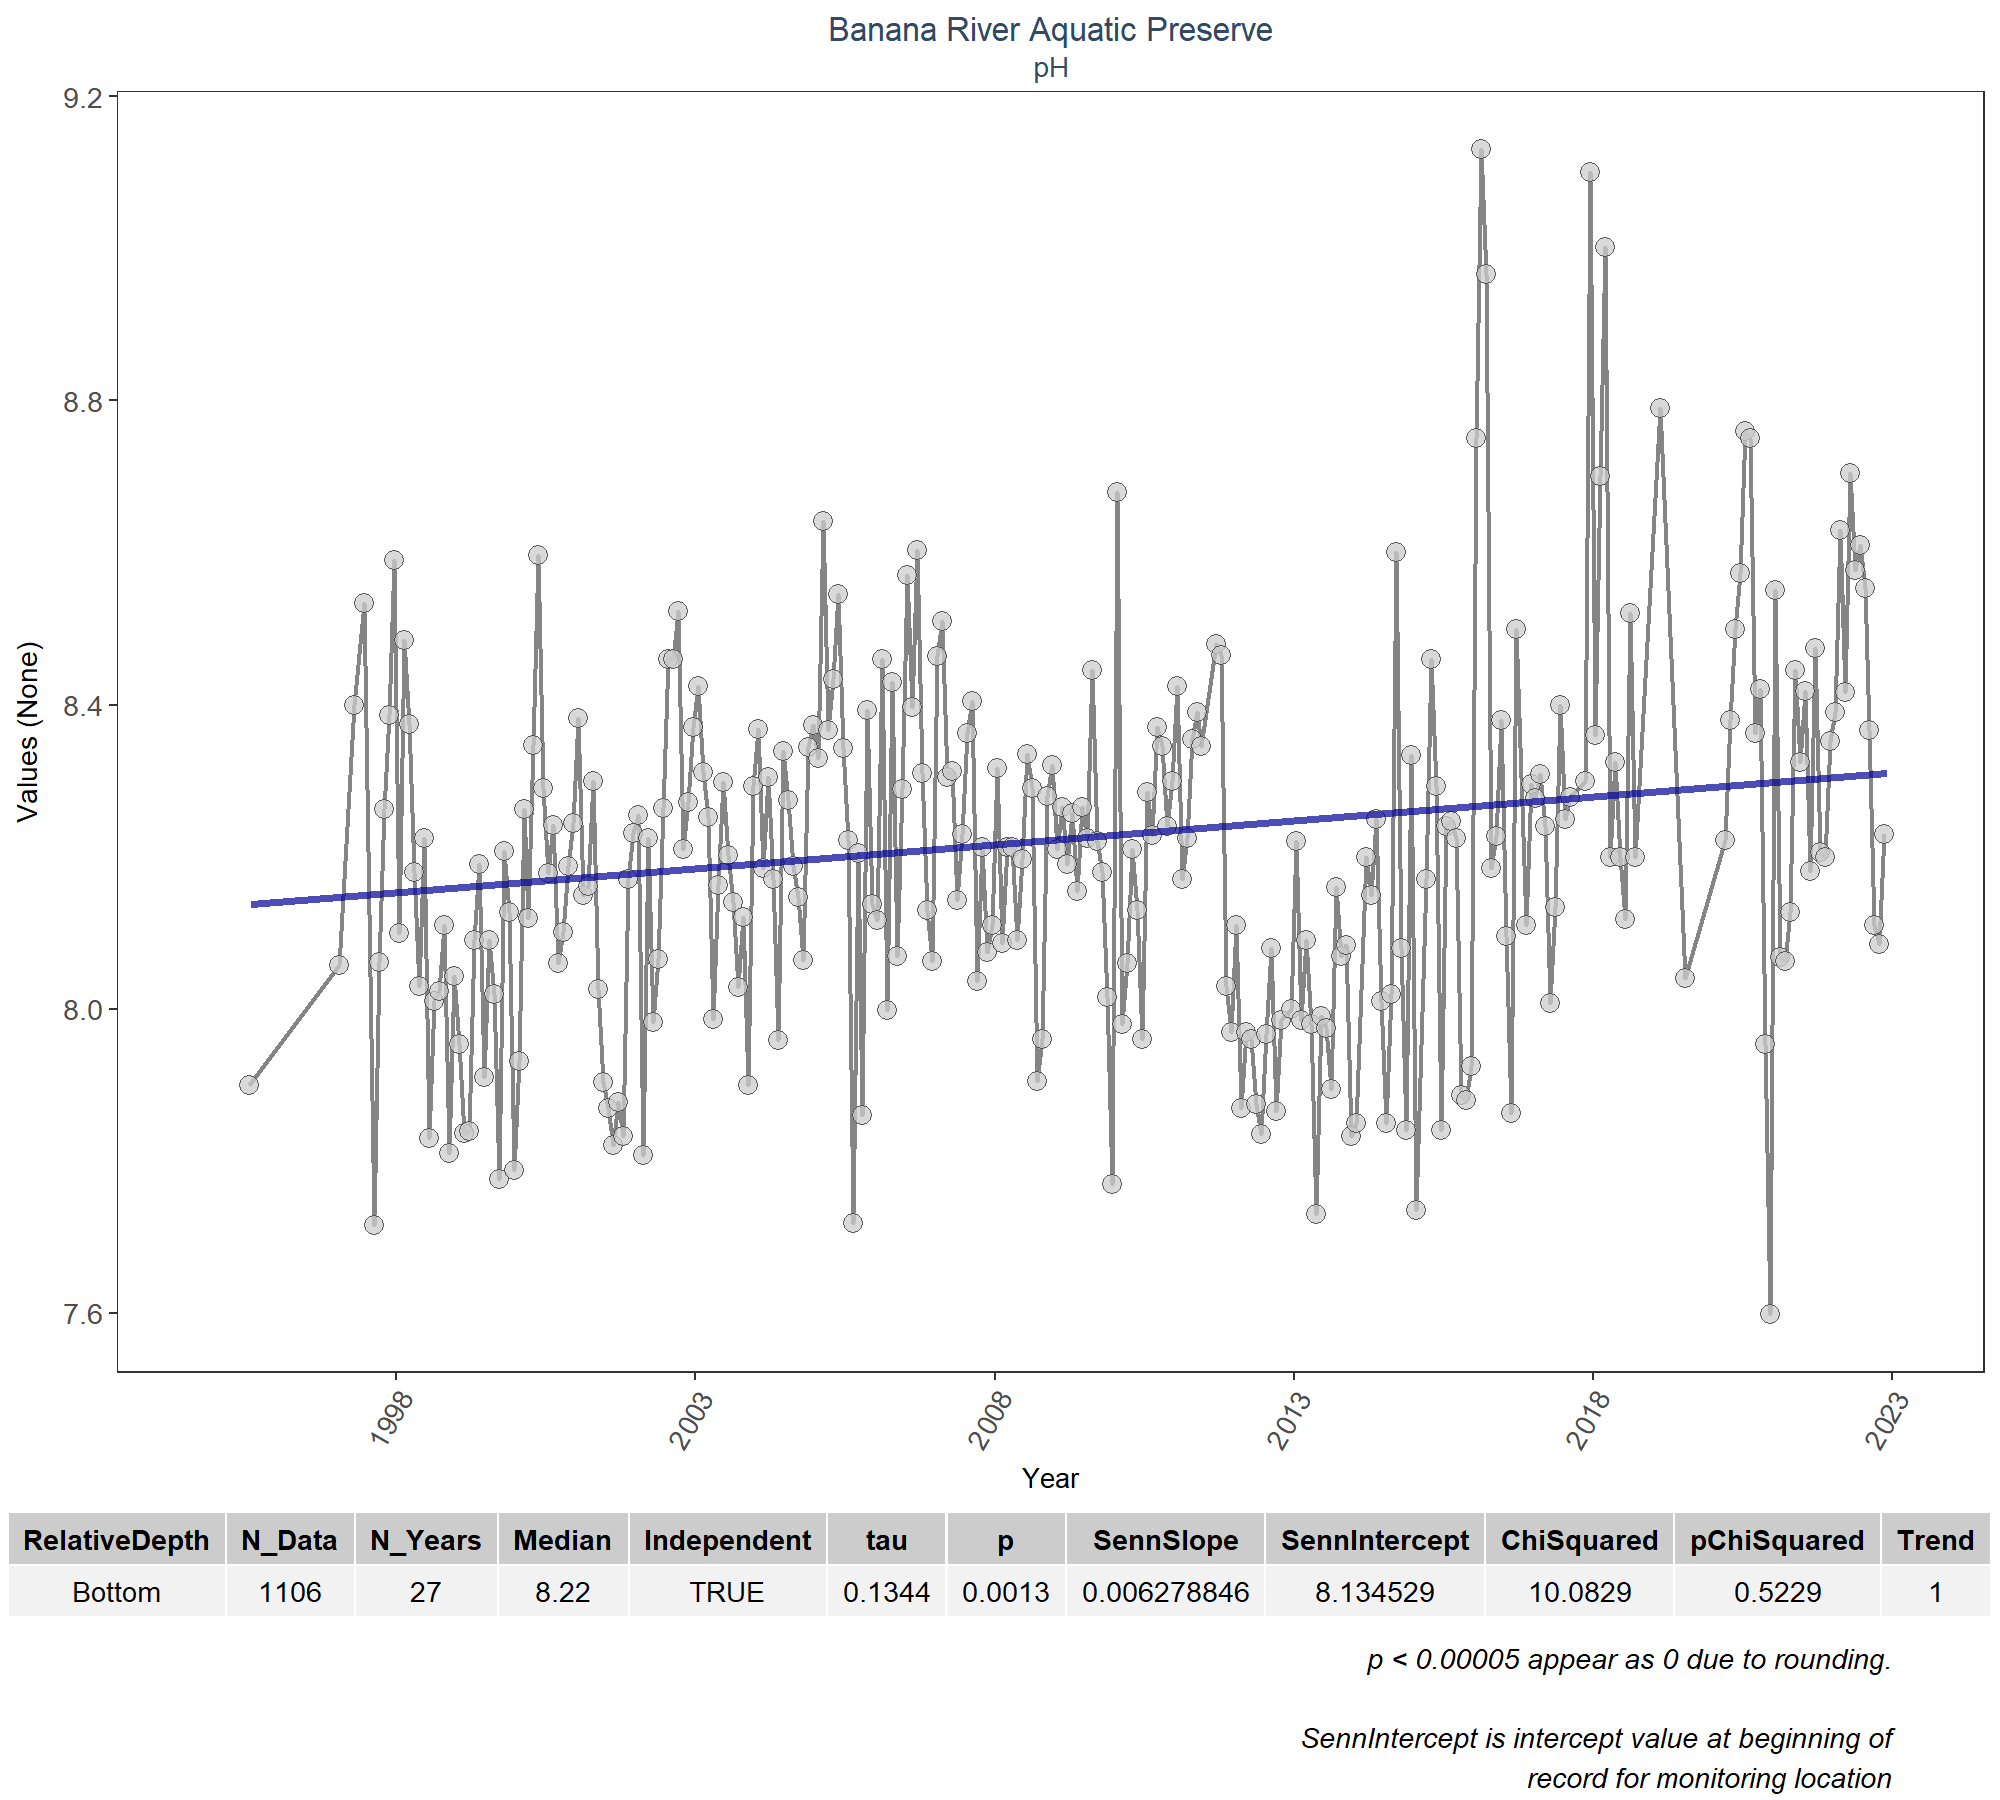 Banana River Aquatic Preserve
pH
9.2
8.8
8.4
8.0
7.6
Values (None)
1998 2003 2008 2013 2018 2023
Year
RelativeDepth N_Data N_Years Median Independent tau p SennSlope SennIntercept ChiSquared pChiSquared Trend
Bottom 1106 27 8.22 TRUE 0.1344 0.0013 0.006278846 8.134529 10.0829 0.5229 1
p < 0.00005 appear as 0 due to rounding.
SennIntercept is intercept value at beginning of
record for monitoring location